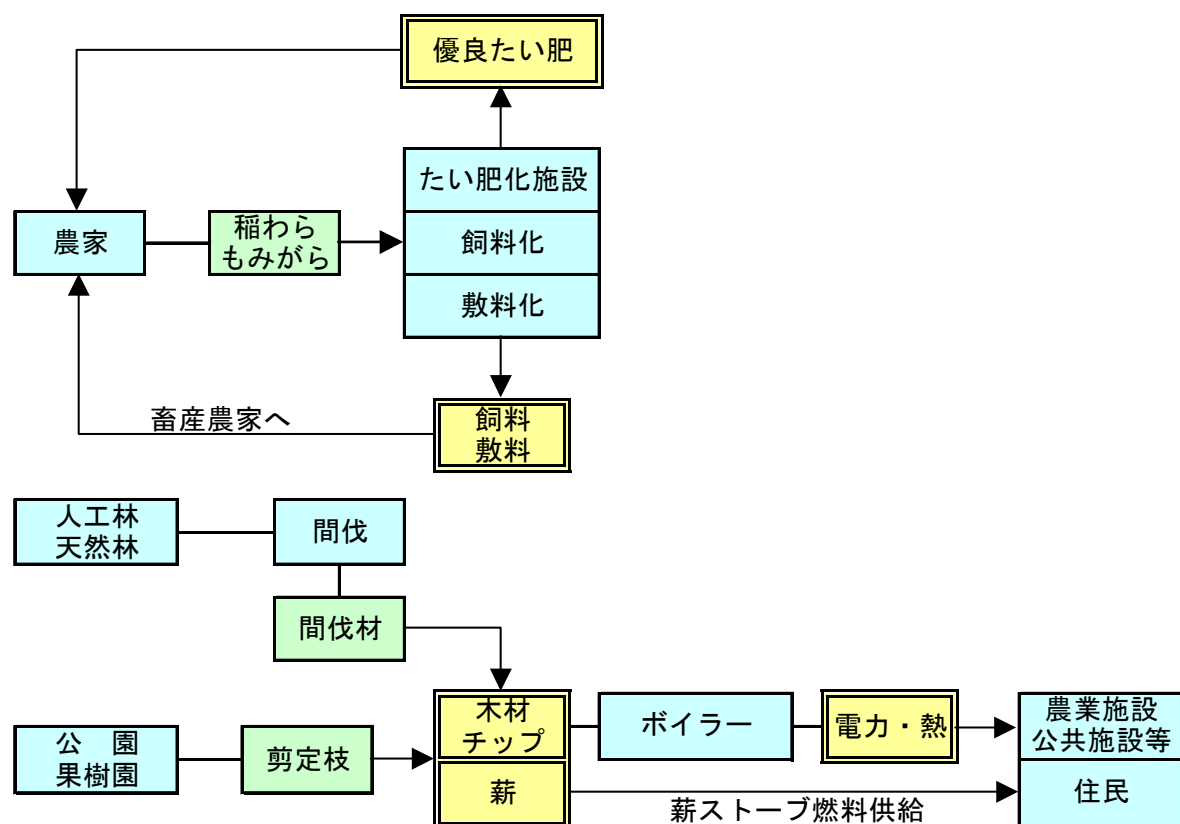 優良たい肥
たい肥化施設
農家
稲わら
もみがら
飼料化
敷料化
畜産農家へ
飼料
敷料
人工林
天然林
間伐
間伐材
木材
チップ
ボイラー
電力・熱
農業施設
公共施設等
公　園
果樹園
剪定枝
薪
薪ストーブ燃料供給
住民